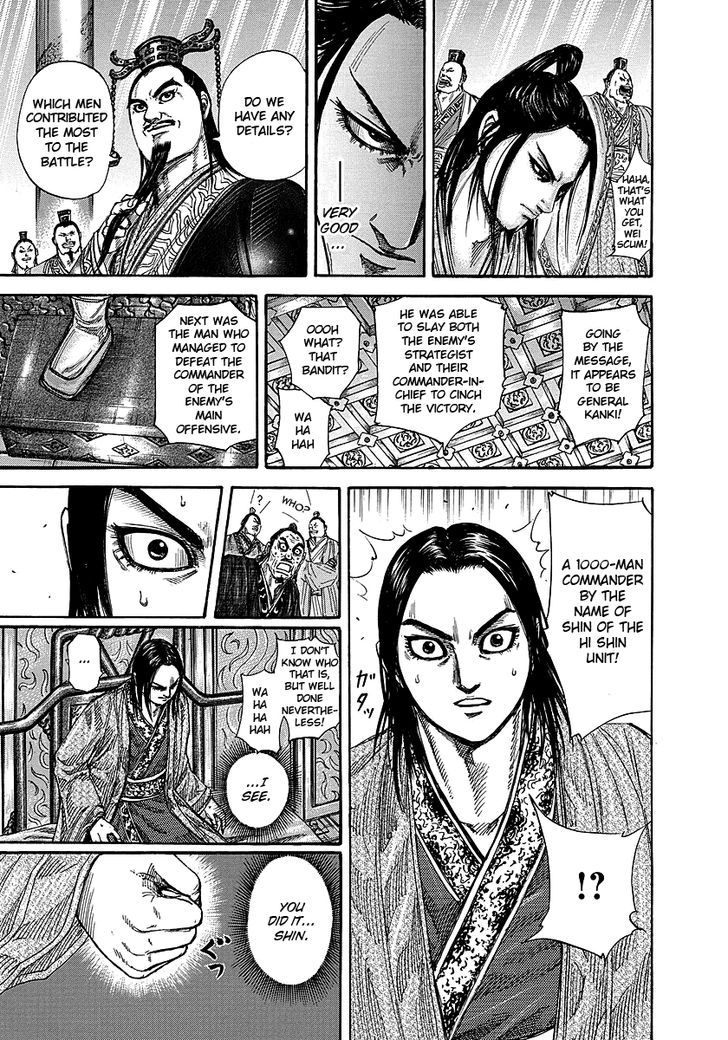 HAHA,
THAT'S
WHAT
YOU
GET,
WEI
SCUM!
VERY
GOOD
...
DO WE
HAVE ANY
DETAILS?
WHICH MEN
CONTRIBUTED
THE MOST
TO THE
BATTLE?
GOING
BY THE
MESSAGE, IT
APPEARS TO
BE
GENERAL
KANKI!
HE WAS ABLE
TO SLAY BOTH
THE ENEMY'S
STRATEGIST
AND THEIR
COMMANDER-IN-
CHIEF TO CINCH
THE VICTORY.
OOOH
WHAT?
THAT
BANDIT?
WA
HA
HAH
NEXT WAS
THE MAN WHO
MANAGED TO
DEFEAT THE
COMMANDER
OF THE
ENEMY'S
MAIN
OFFENSIVE.
A 1000-MAN
COMMANDER
BY THE
NAME OF
SHIN OF THE
HI SHIN
UNIT!
ガタッ
!?
WHO?
?
I DON'T
KNOW WHO
THAT IS,
BUT WELL
DONE
NEVERTHE-
LESS!
WA
HA
HA
HAH
...
...I
SEE.
YOU
DID IT...
SHIN.
ぐっ